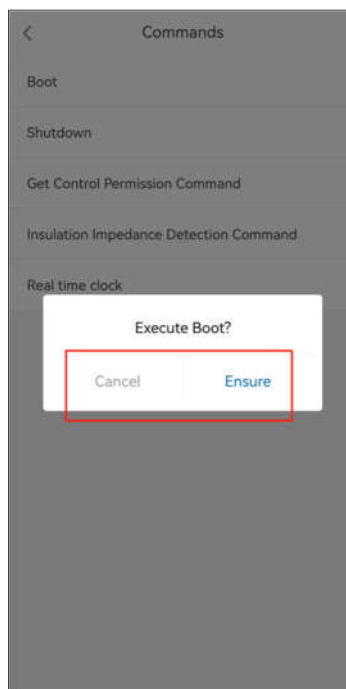 Commands
Boot
Shutdown
Get Control Permission Command
Insulation Impedance Detection Command
Real time clock
Execute Boot?
Cancel Ensure